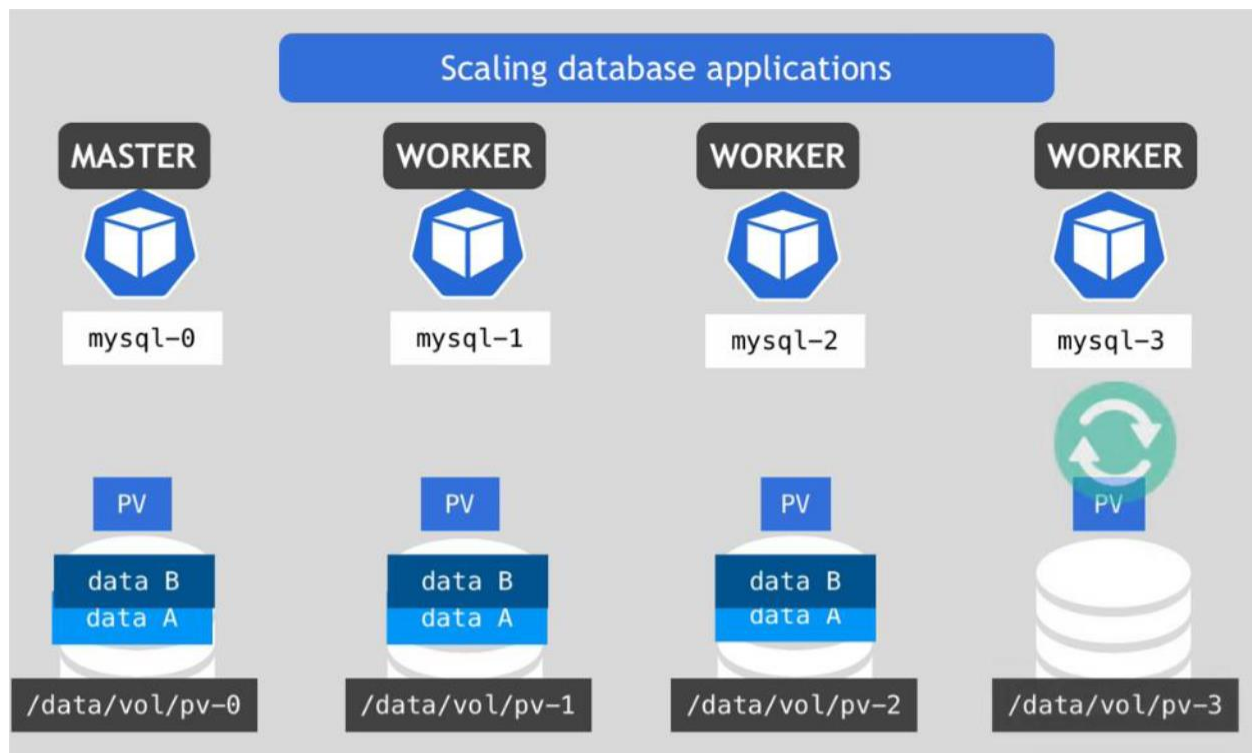 Scaling database applications
MASTER
WORKER
WORKER
WORKER
mysql-0
mysql-1
mysql-2
mysql-3
PV
PV
PV
PV
data B
data B
data B
data A
data A
data A
/data/vol/pv-0
/data/vol/pv-1
/data/vol/pv-2
/data/vol/pv-3